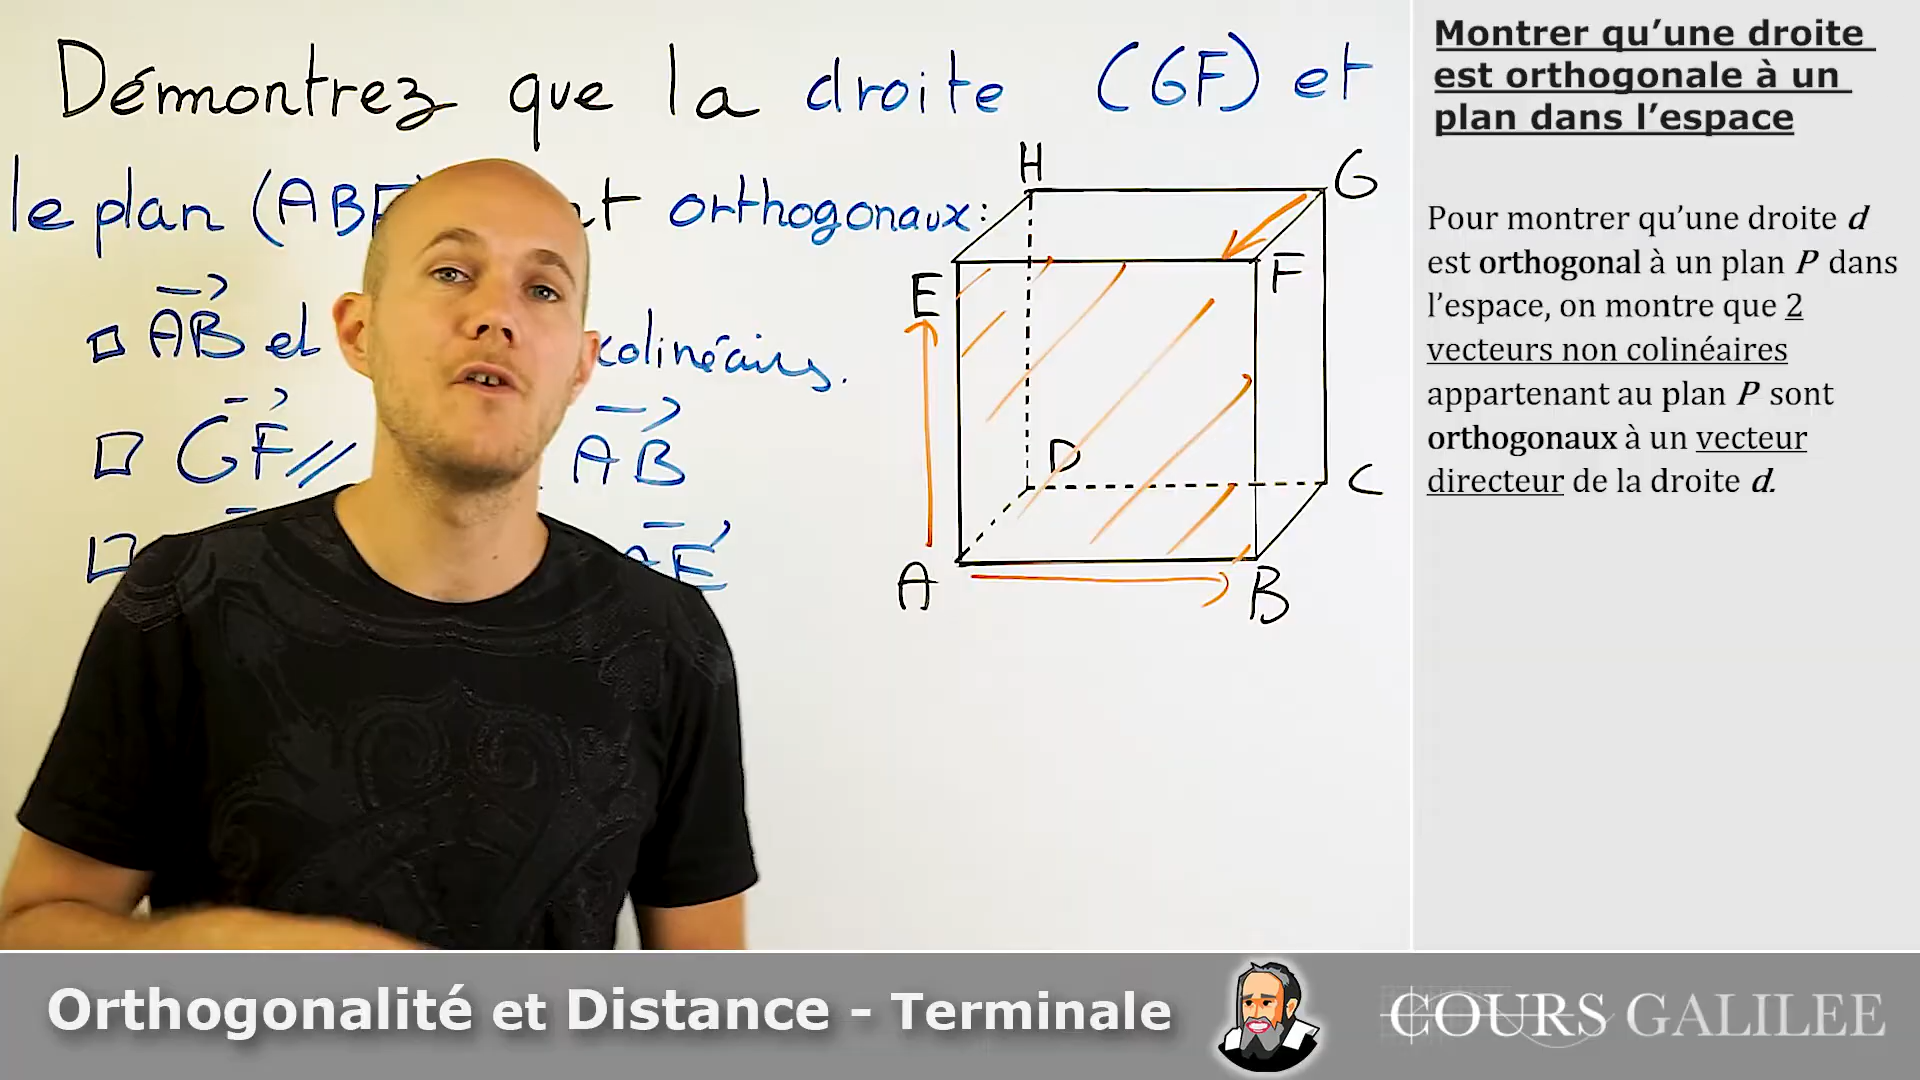 Démontrez que la droite (GF) et
le plan (ABF orthogonaux:
AB et colinéaires.
GF // AB
AE
H
G
E
F
D
C
A
B
Montrer qu’une droite
est orthogonale à un
plan dans l’espace
Pour montrer qu’une droite d
est orthogonal à un plan P dans
l’espace, on montre que 2
vecteurs non colinéaires
appartenant au plan P sont
orthogonaux à un vecteur
directeur de la droite d.
Orthogonalité et Distance - Terminale
COURS GALILEE